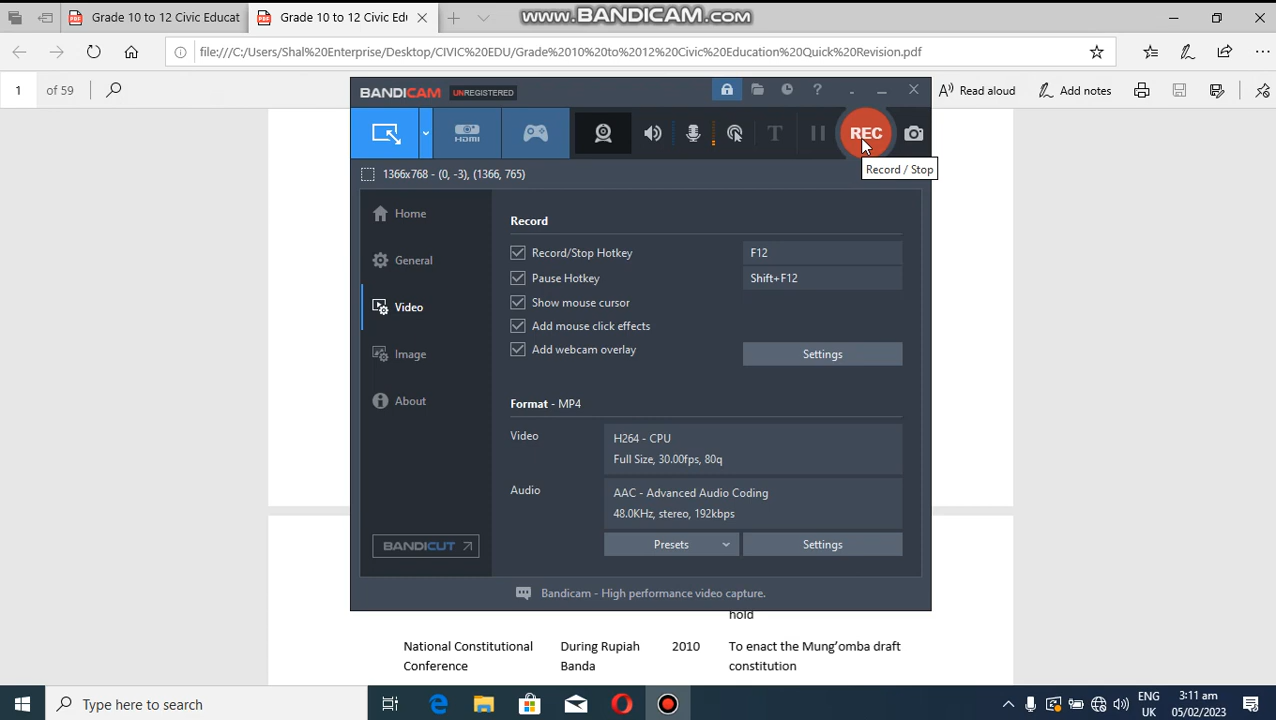 Grade 10 to 12 Civic Educat
Grade 10 to 12 Civic Edu
www.BANDICAM.com
file:///C:/Users/Shal%20Enterprise/Desktop/CIVIC%20EDU/Grade%2010%20to%2012%20Civic%20Education%20Quick%20Revision.pdf
1 of 59
Read aloud
Add notes
BANDICAM UNREGISTERED
HDMI
T
REC
Record / Stop
1366x768 - (0, -3), (1366, 765)
Home
General
Video
Image
About
BANDICUT
Record
Record/Stop Hotkey F12
Pause Hotkey Shift+F12
Show mouse cursor
Add mouse click effects
Add webcam overlay Settings
Format - MP4
Video H264 - CPU
Full Size, 30.00fps, 80q
Audio AAC - Advanced Audio Coding
48.0KHz, stereo, 192kbps
Presets Settings
Bandicam - High performance video capture.
hold
National Constitutional During Rupiah 2010 To enact the Mung’omba draft
Conference Banda constitution
Type here to search
ENG 3:11 am
UK 05/02/2023